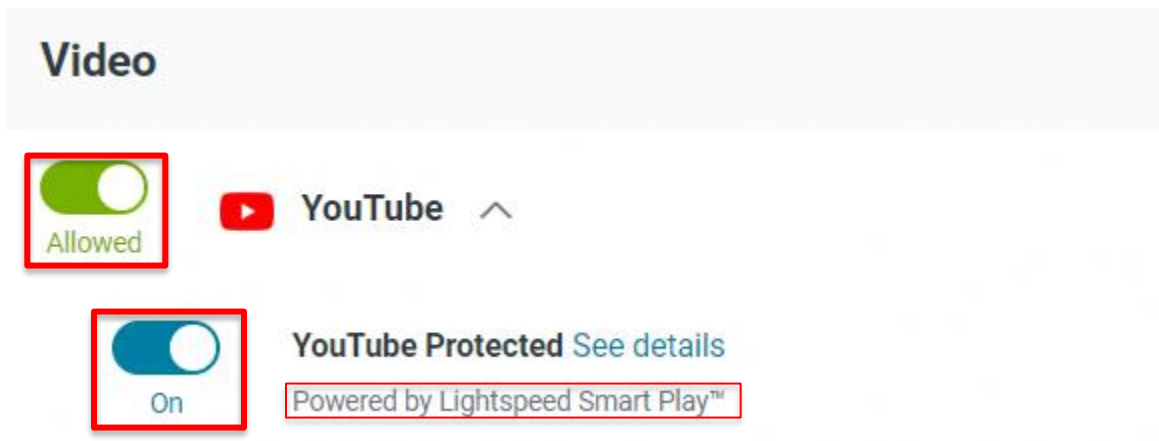 Video
Allowed
YouTube
On
YouTube Protected See details
Powered by Lightspeed Smart Play™